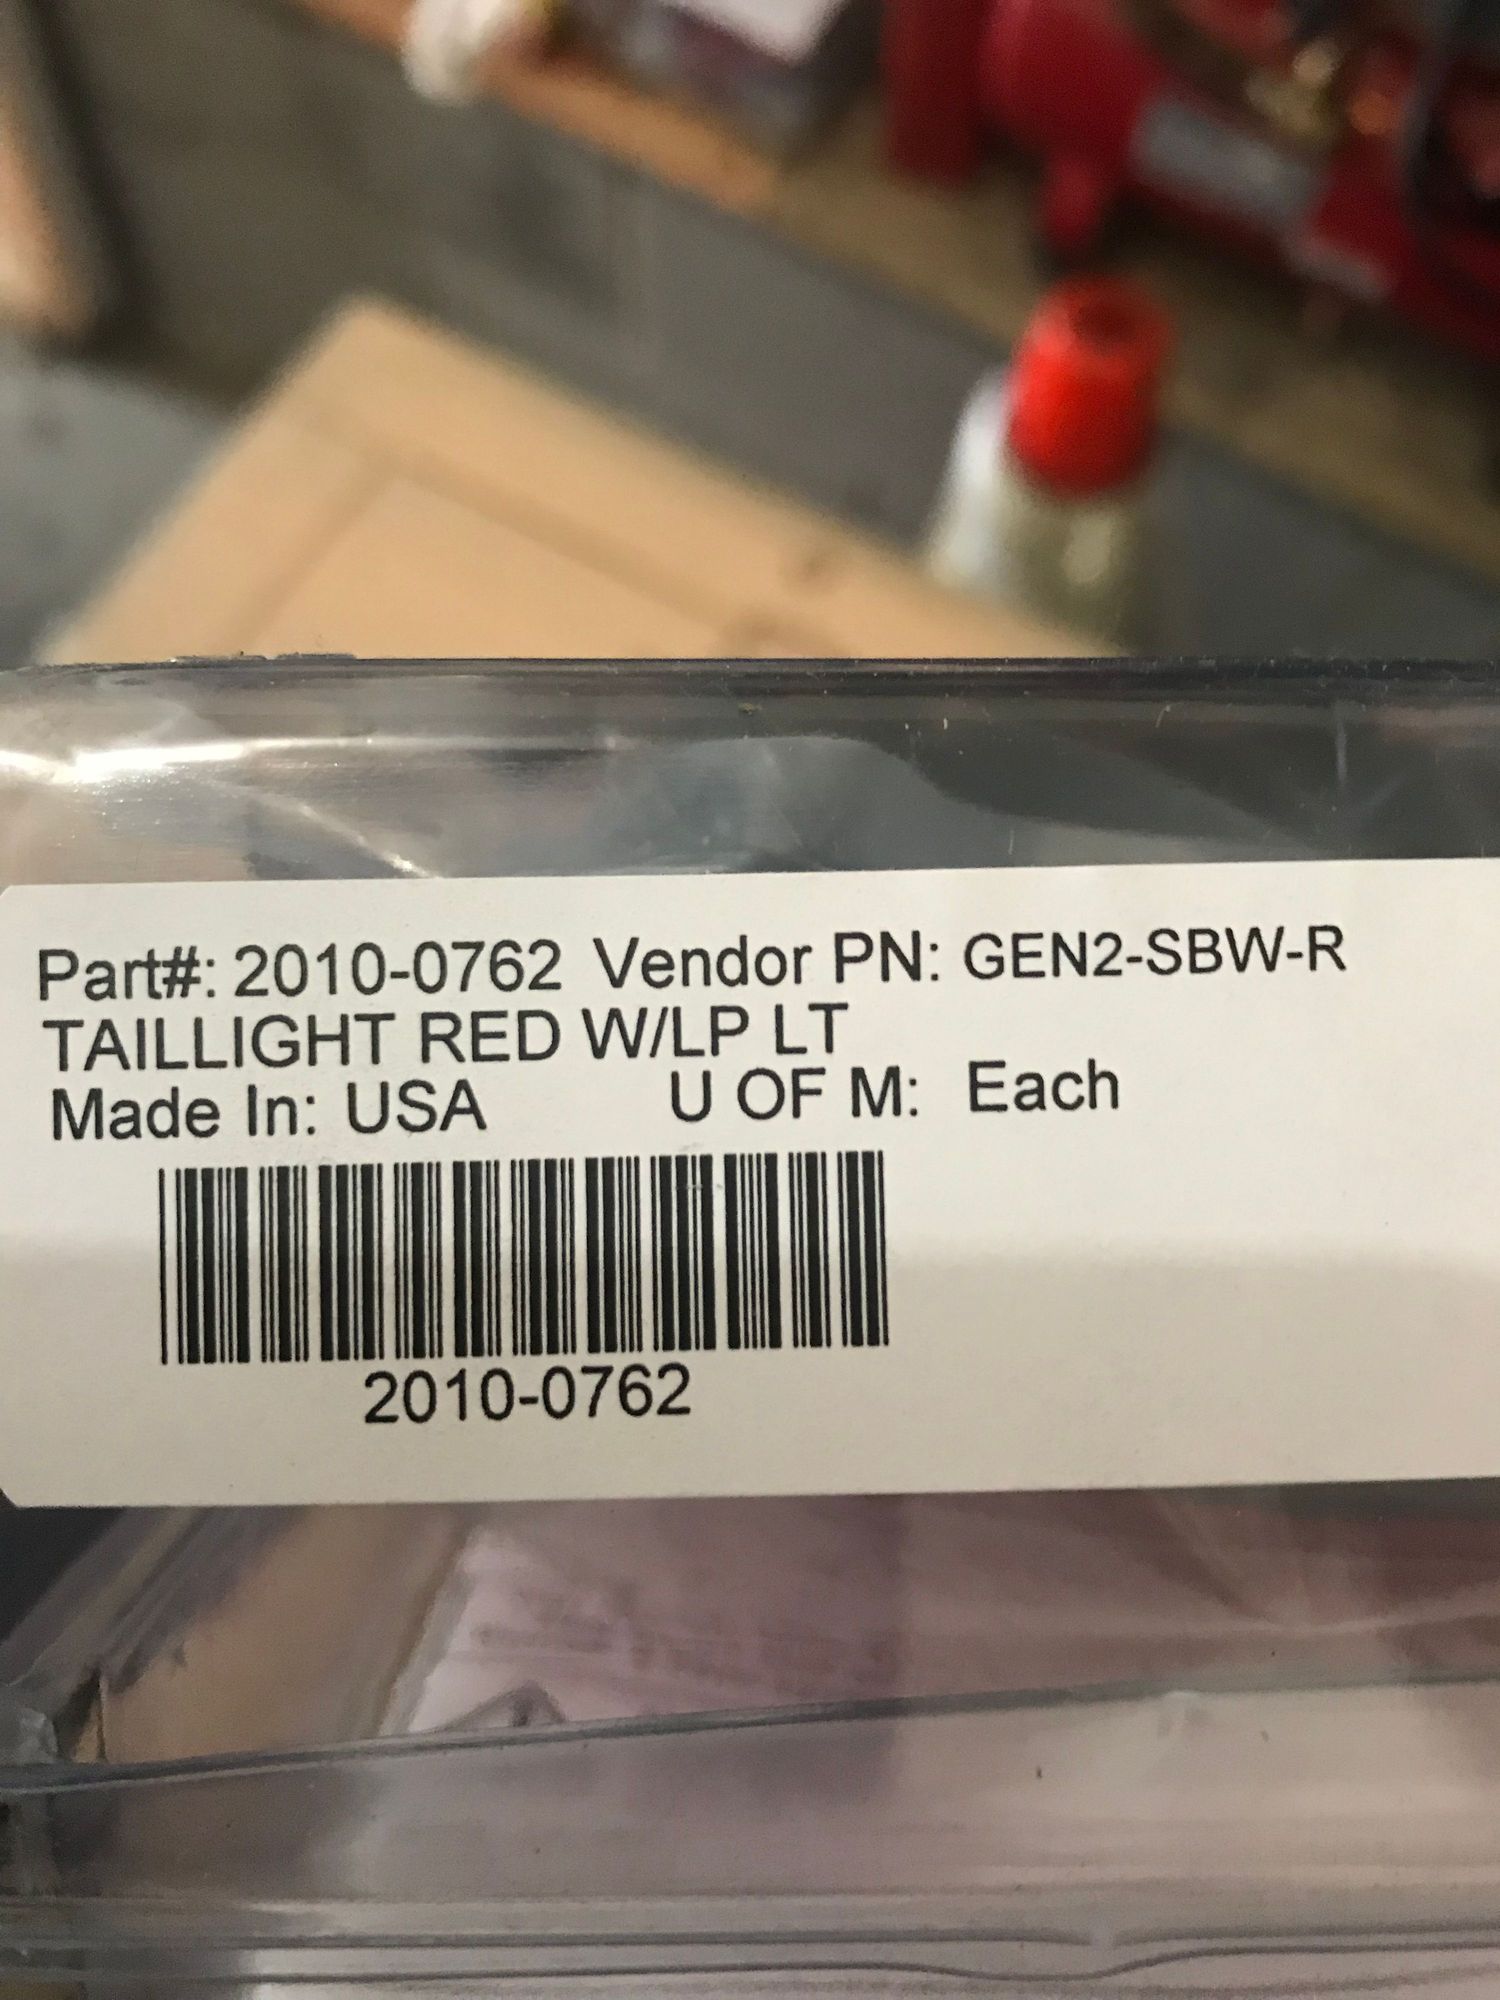 Part#: 2010-0762 Vendor PN: GEN2-SBW-R
TAILLIGHT RED W/LP LT
Made In: USA U OF M: Each
2010-0762